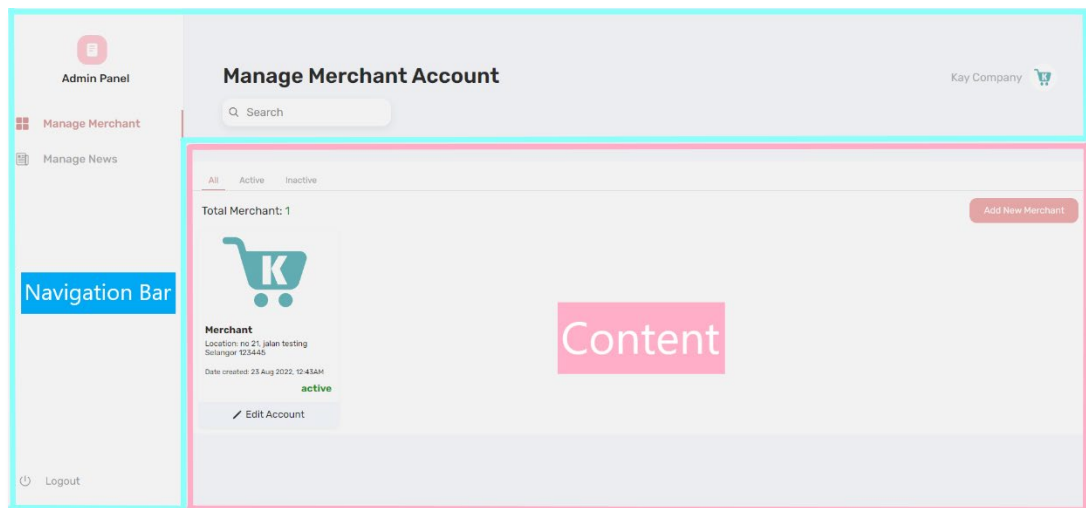 Admin Panel
Manage Merchant
Manage News
Navigation Bar
Logout
Manage Merchant Account
Search
Kay Company
K
All Active Inactive
Total Merchant: 1
Add New Merchant
K
Merchant
Location: no 21, jalan testing
Selangor 123445
Date created: 23 Aug 2022, 12:43AM
active
Edit Account
Content